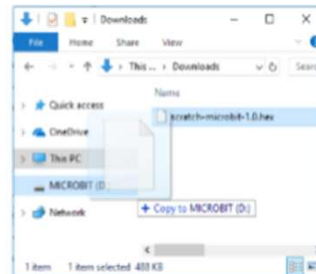 Downloads
File Home Share View
This ... › Downloads Sear
Name
Quick access
scratch-microbit-1.0.hex
OneDrive
This PC
MICROBIT (D:)
+ Copy to MICROBIT (D:)
Network
1 item 1 item selected 488 KB